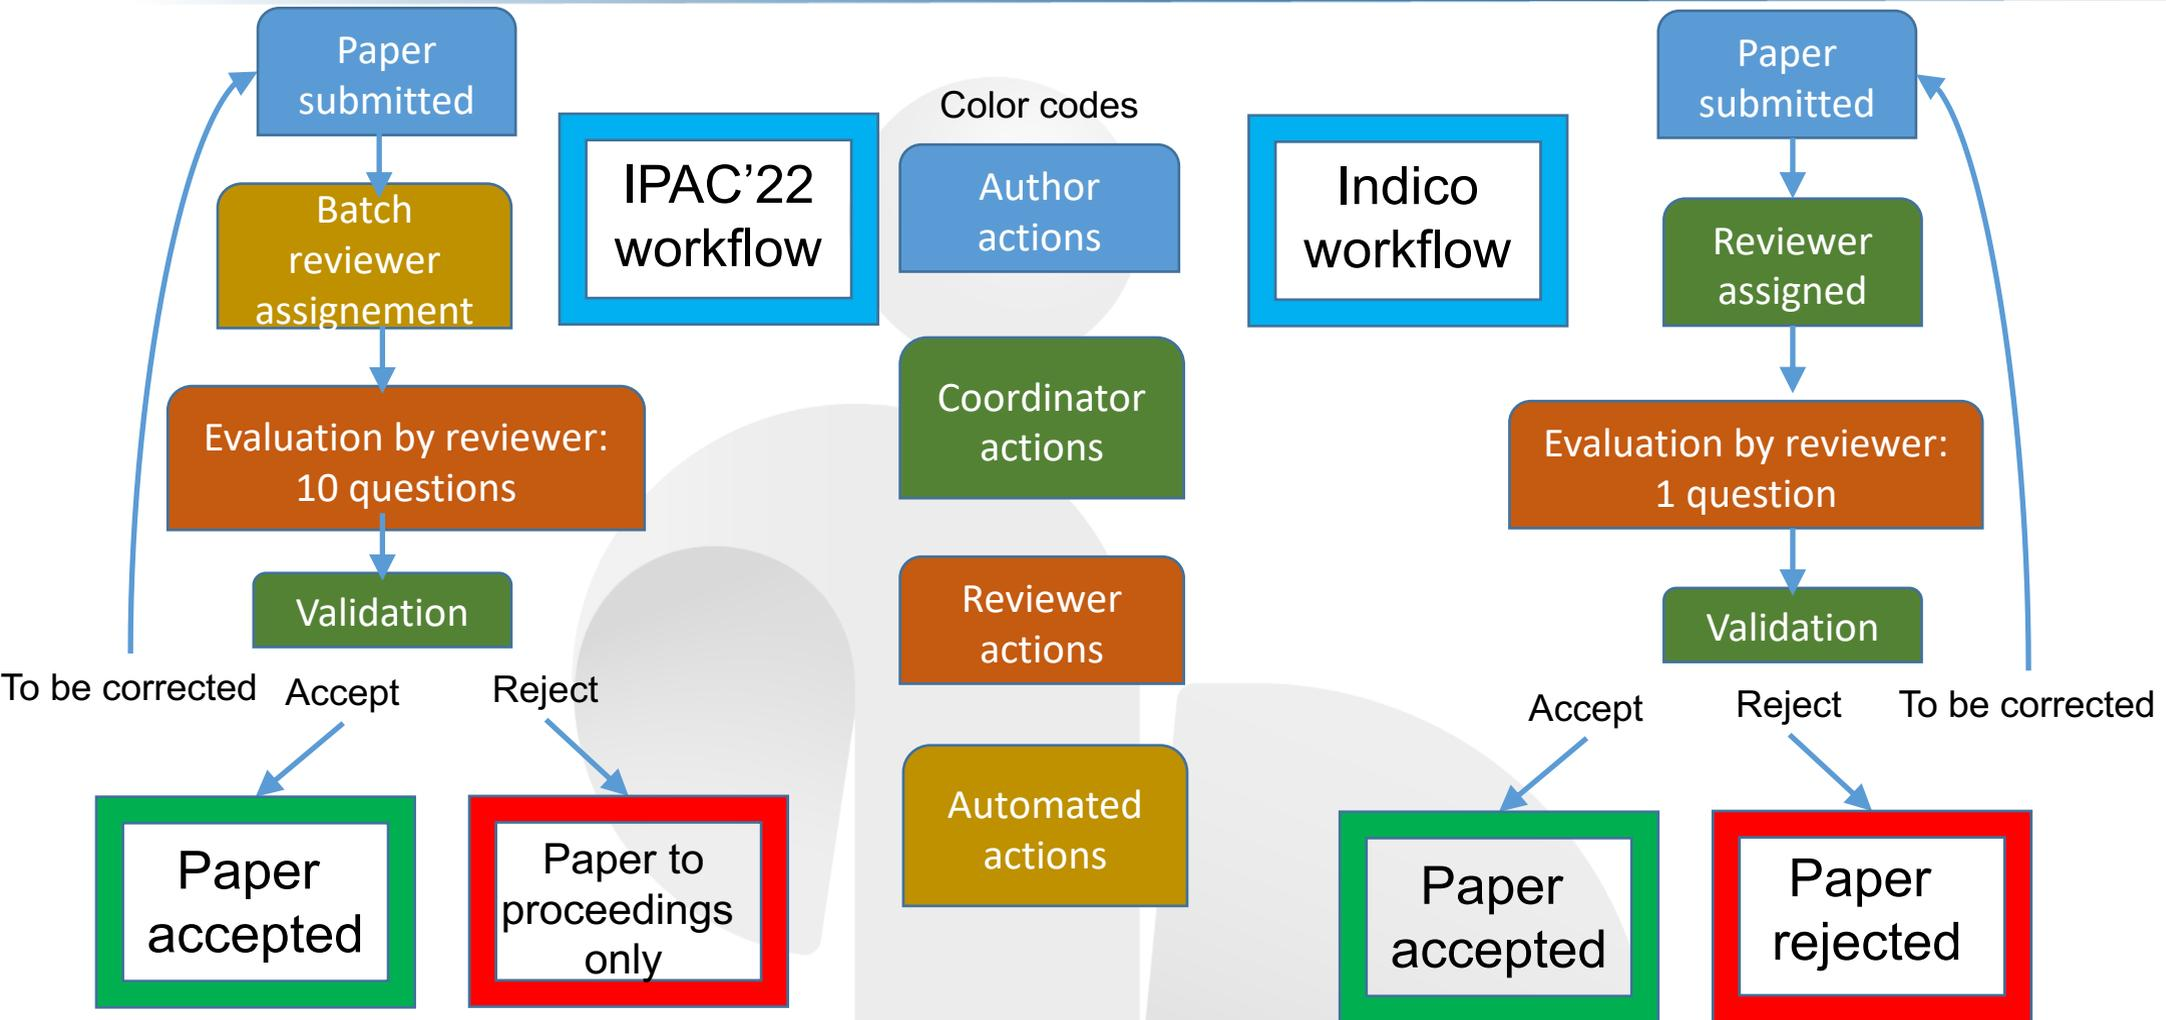 Paper
submitted
Batch
reviewer
assignement
Evaluation by reviewer:
10 questions
Validation
To be corrected
Accept
Reject
Paper
accepted
Paper to
proceedings
only
IPAC’22
workflow
Color codes
Author
actions
Coordinator
actions
Reviewer
actions
Automated
actions
Indico
workflow
Paper
submitted
Reviewer
assigned
Evaluation by reviewer:
1 question
Validation
Accept
Reject
To be corrected
Paper
accepted
Paper
rejected